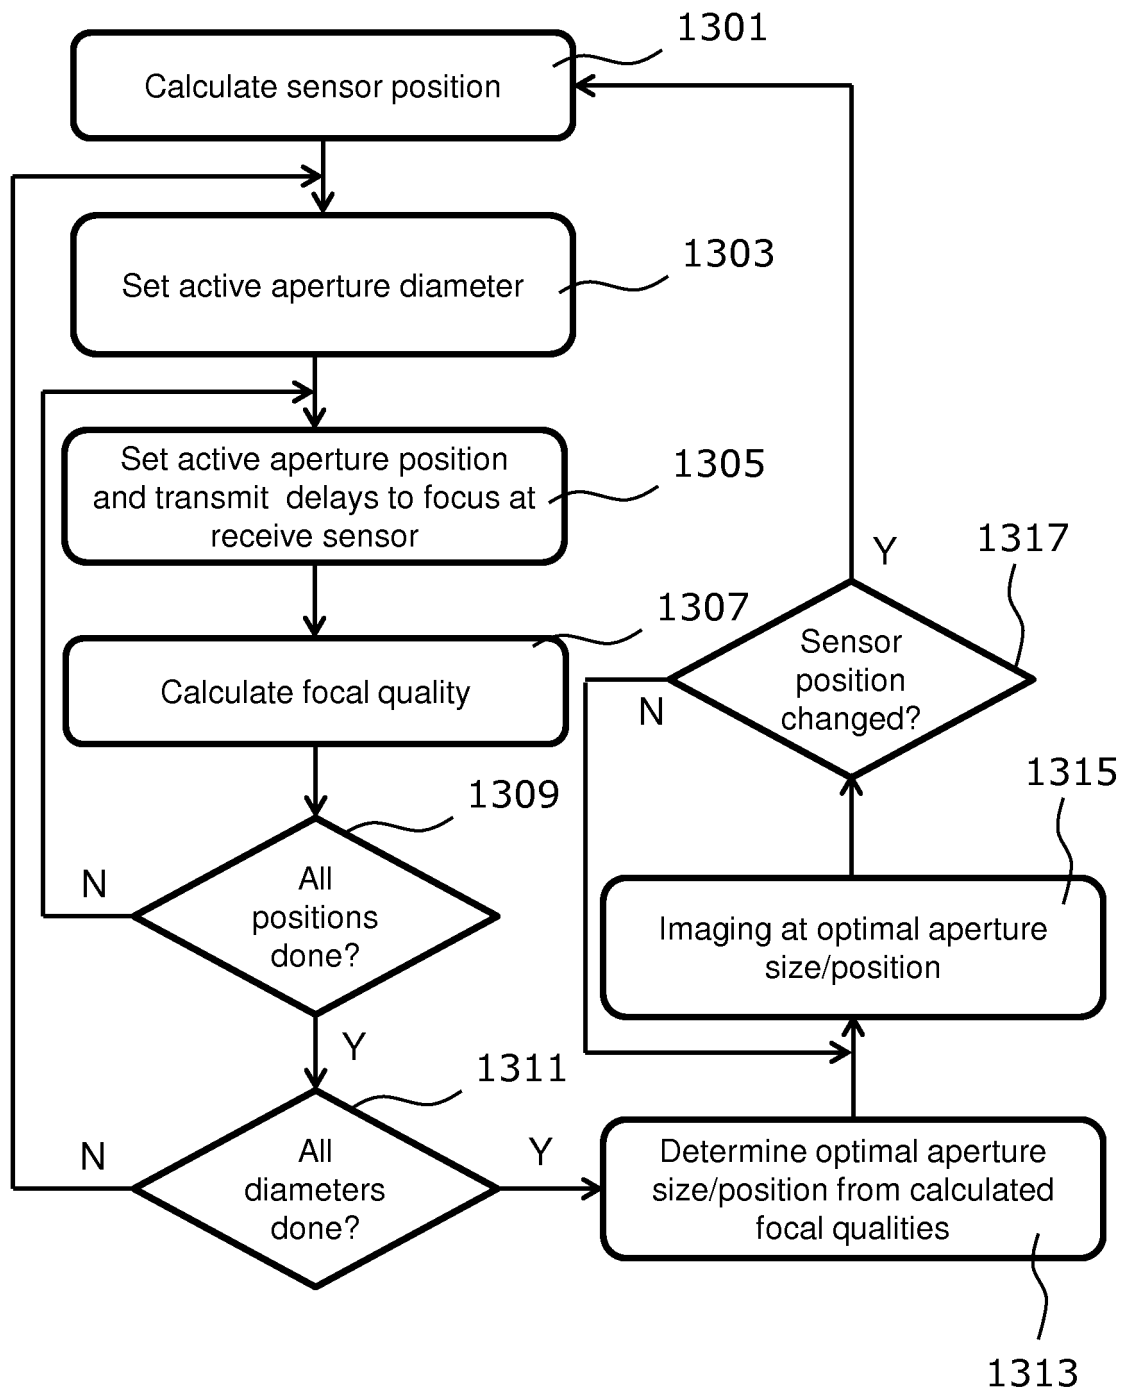 1301
Calculate sensor position
1303
Set active aperture diameter
1305
Set active aperture position
and transmit delays to focus at
receive sensor
1307
Calculate focal quality
1309
All
positions
done?
N
Y
1311
All
diameters
done?
N
Y
Determine optimal aperture
size/position from calculated
focal qualities
1313
1315
Imaging at optimal aperture
size/position
1317
Sensor
position
changed?
Y
N